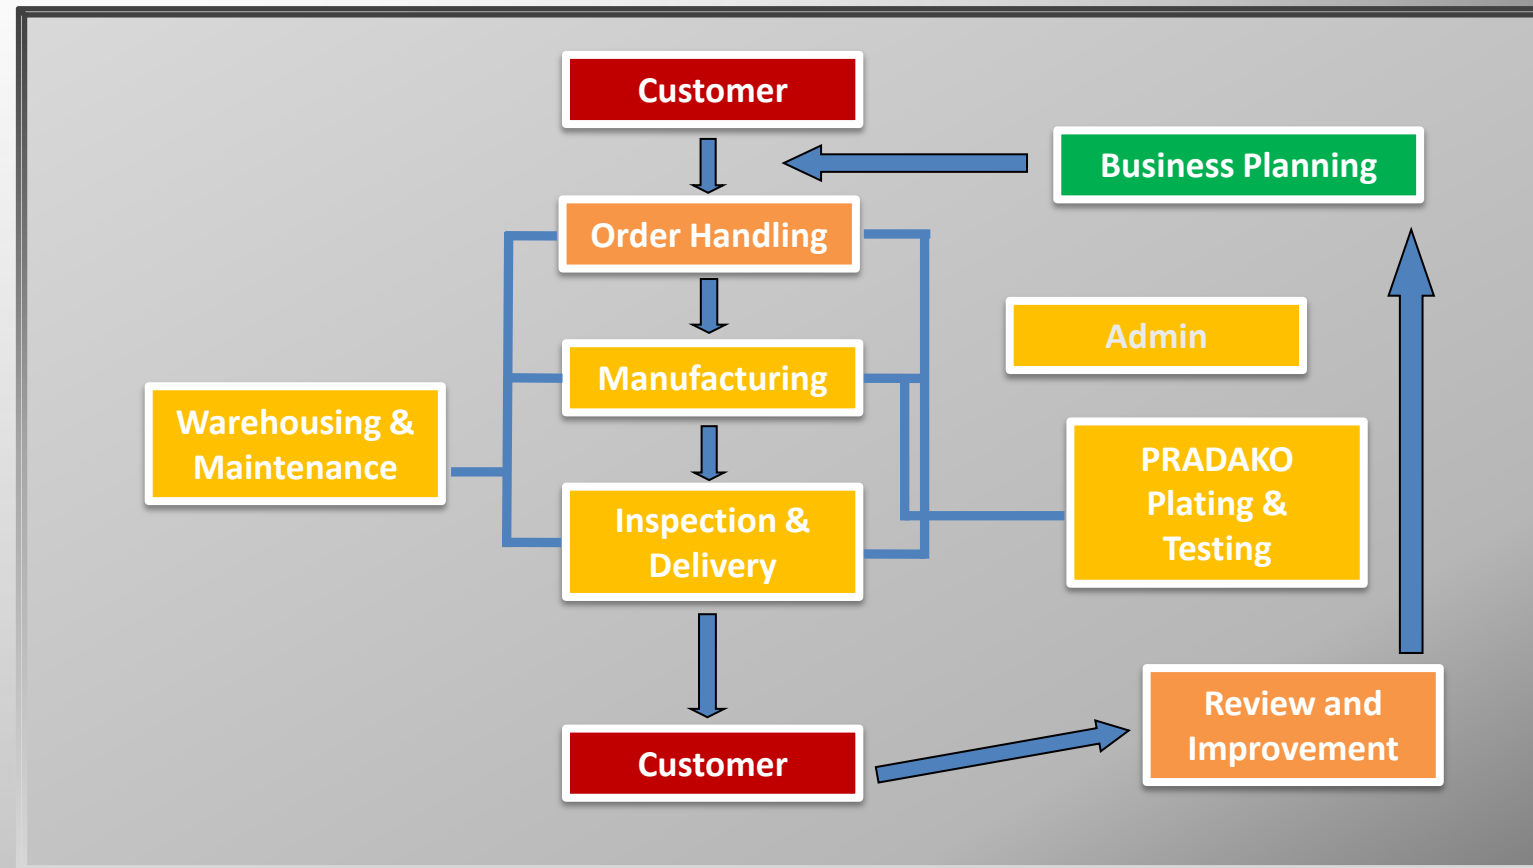 Customer
Business Planning
Order Handling
Admin
Manufacturing
Warehousing &
Maintenance
PRADAKO
Plating &
Testing
Inspection &
Delivery
Review and
Improvement
Customer